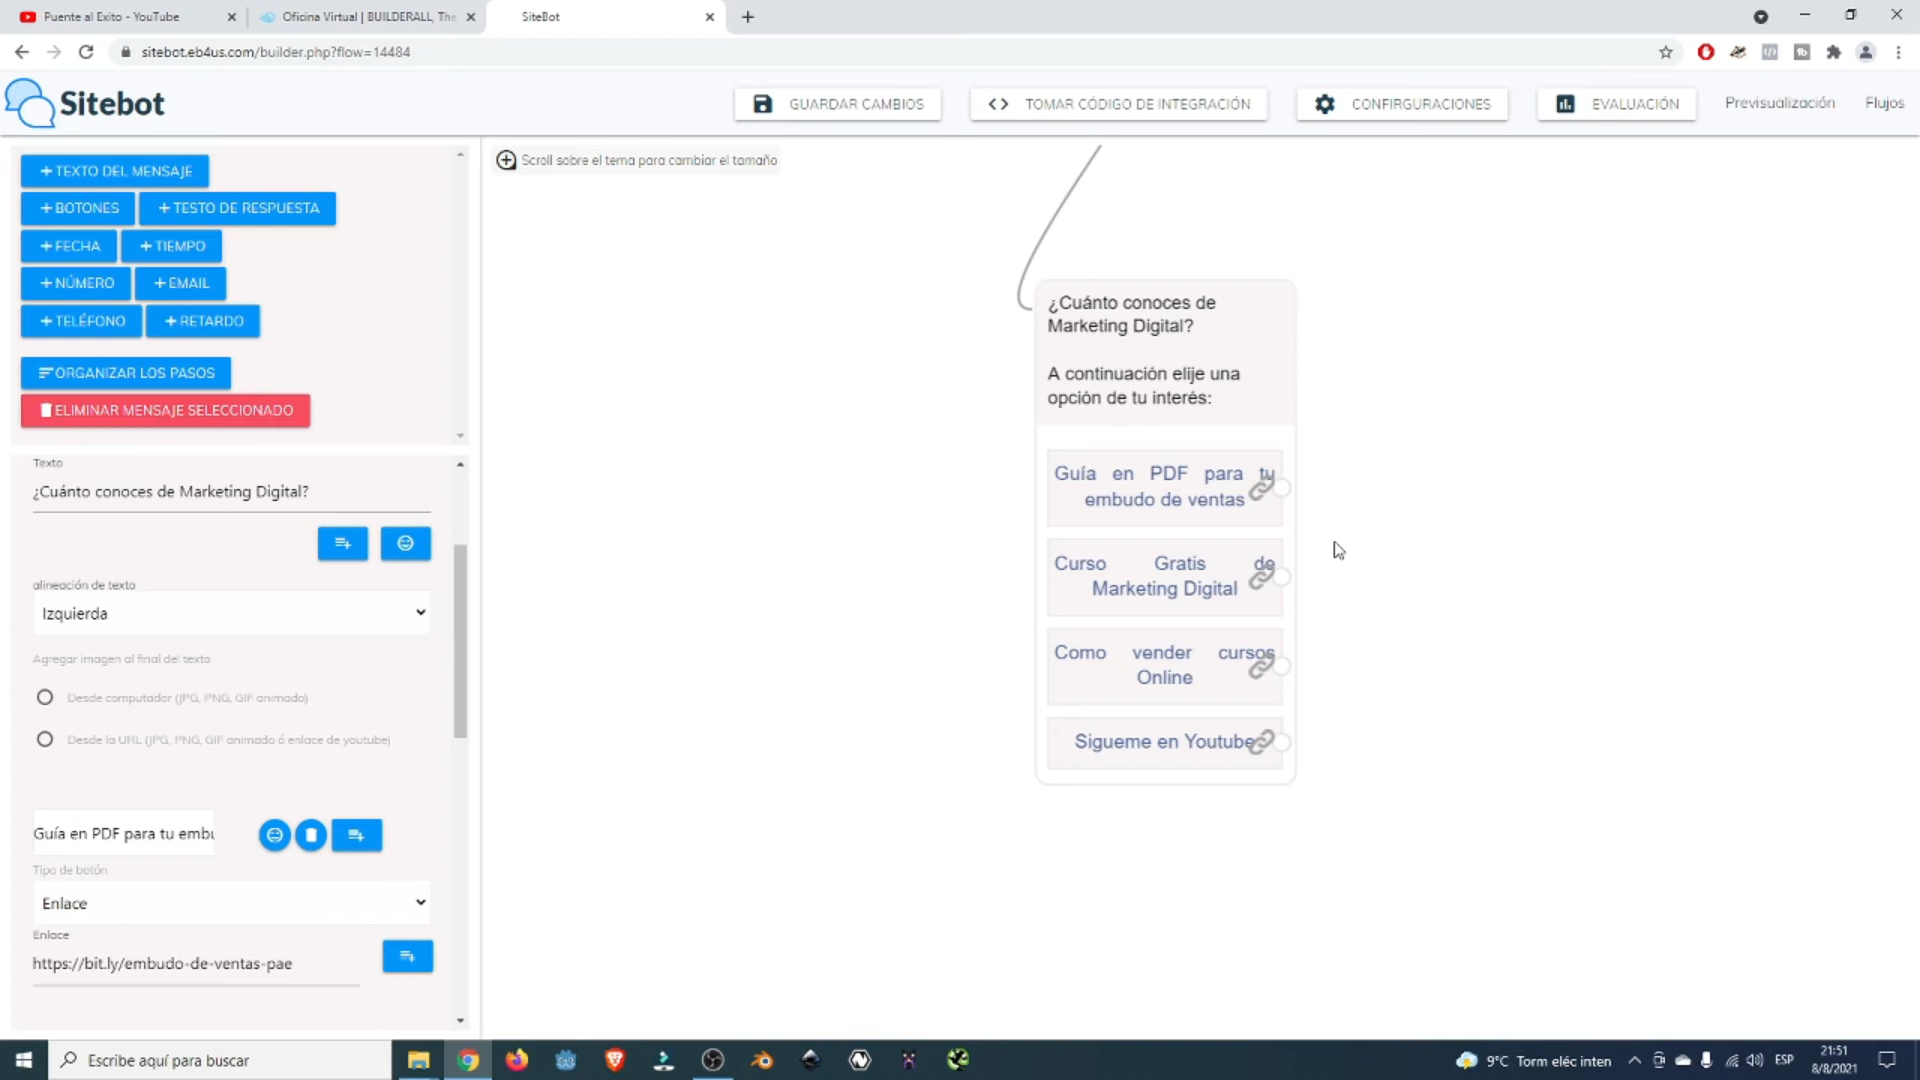 Puente al Exito - YouTube
Oficina Virtual | BUILDERALL, The
SiteBot
sitebot.eb4us.com/builder.php?flow=14484
Sitebot
GUARDAR CAMBIOS
TOMAR CÓDIGO DE INTEGRACIÓN
CONFIRGURACIONES
EVALUACIÓN
Previsualización
Flujos
+ TEXTO DEL MENSAJE
+ BOTONES
+ TESTO DE RESPUESTA
+ FECHA
+ TIEMPO
+ NÚMERO
+ EMAIL
+ TELÉFONO
+ RETARDO
ORGANIZAR LOS PASOS
ELIMINAR MENSAJE SELECCIONADO
Texto
¿Cuánto conoces de Marketing Digital?
alineación de texto
Izquierda
Agregar imagen al final del texto
Desde computador (JPG, PNG, GIF animado)
Desde la URL (JPG, PNG, GIF animado ó enlace de youtube)
Guía en PDF para tu embu
Tipo de botón
Enlace
Enlace
https://bit.ly/embudo-de-ventas-pae
Scroll sobre el tema para cambiar el tamaño
¿Cuánto conoces de
Marketing Digital?
A continuación elije una
opción de tu interés:
Guía en PDF para tu
embudo de ventas
Curso Gratis de
Marketing Digital
Como vender cursos
Online
Sigueme en Youtube
Escribe aquí para buscar
9°C Torm eléc inten
ESP
21:51
8/8/2021